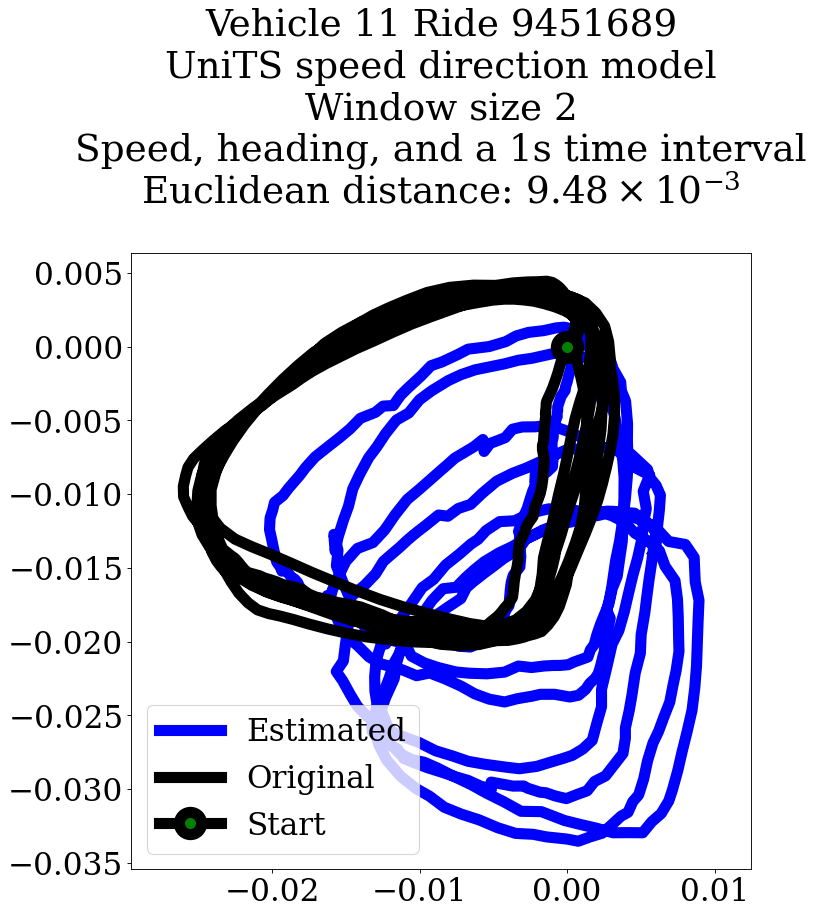 Vehicle 11 Ride 9451689
UniTS speed direction model
Window size 2
Speed, heading, and a 1s time interval
Euclidean distance: 9.48 × 10⁻³
0.005
0.000
−0.005
−0.010
−0.015
−0.020
−0.025
−0.030
−0.035
Estimated
Original
Start
−0.02 −0.01 0.00 0.01